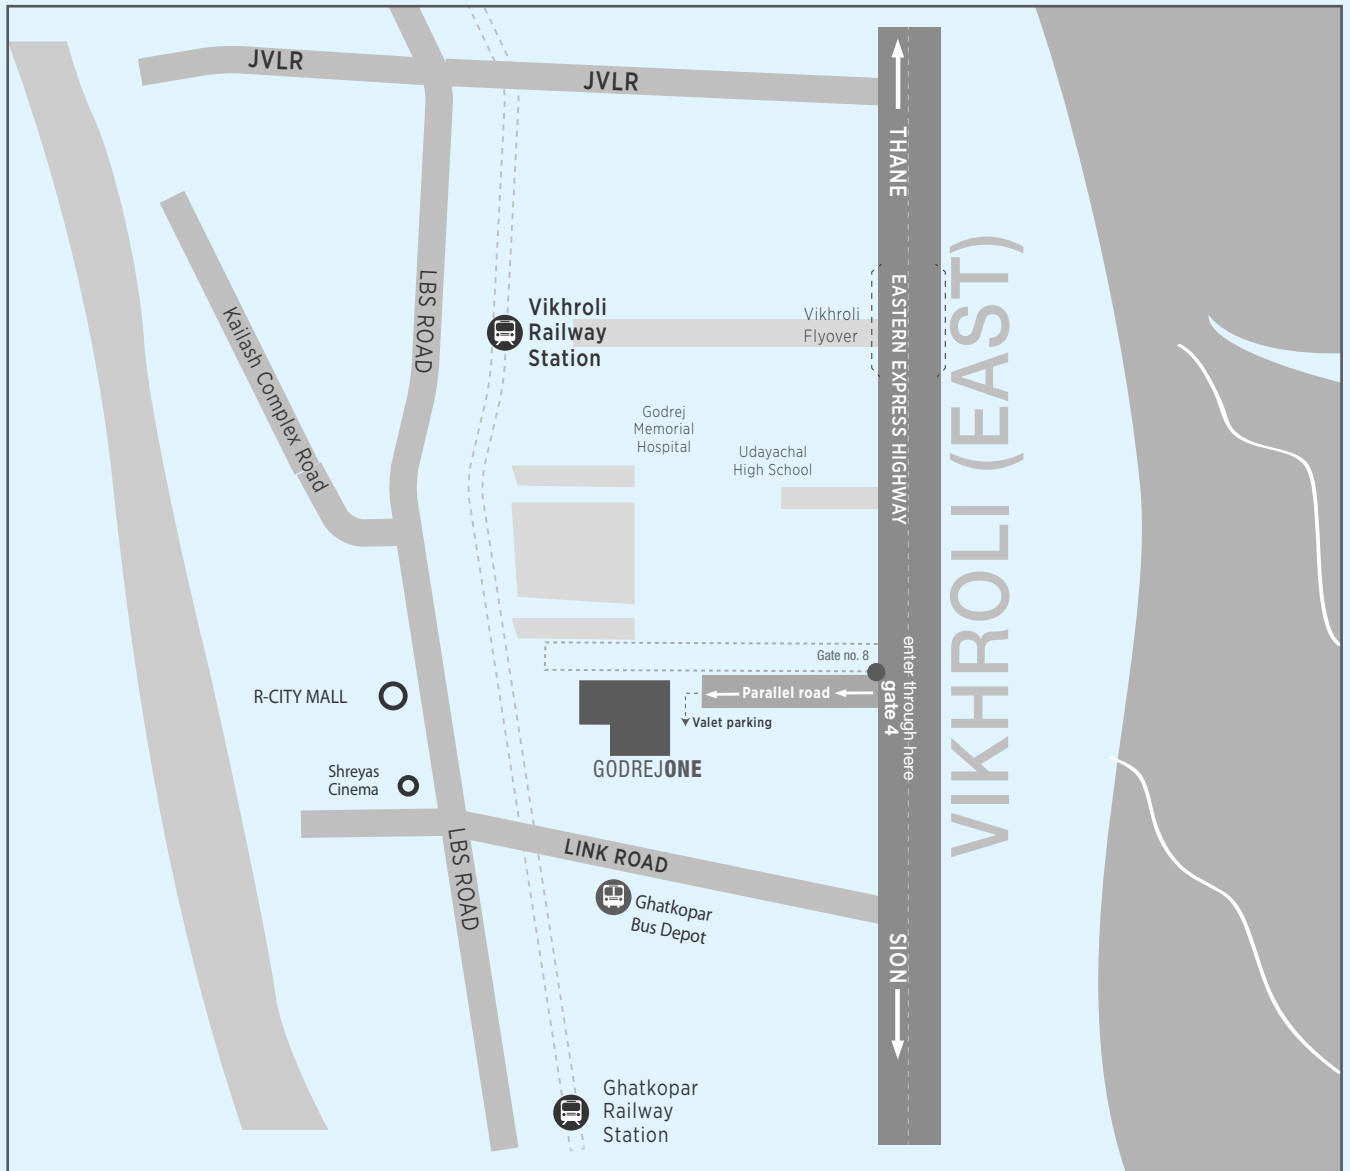 JVLR
JVLR
THANE
EASTERN EXPRESS HIGHWAY
VIKHROLI (EAST)
LBS ROAD
Kailash Complex Road
Vikhroli
Railway
Station
Vikhroli
Flyover
Godrej
Memorial
Hospital
Udayachal
High School
Gate no. 8
enter through here
gate 4
Parallel road
Valet parking
R-CITY MALL
GODREJONE
Shreyas
Cinema
LBS ROAD
LINK ROAD
Ghatkopar
Bus Depot
SION
Ghatkopar
Railway
Station